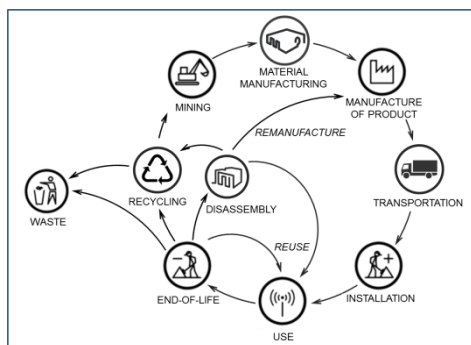 MATERIAL
MANUFACTURING
MINING
MANUFACTURE
OF PRODUCT
REMANUFACTURE
WASTE
RECYCLING
DISASSEMBLY
TRANSPORTATION
REUSE
END-OF-LIFE
INSTALLATION
USE